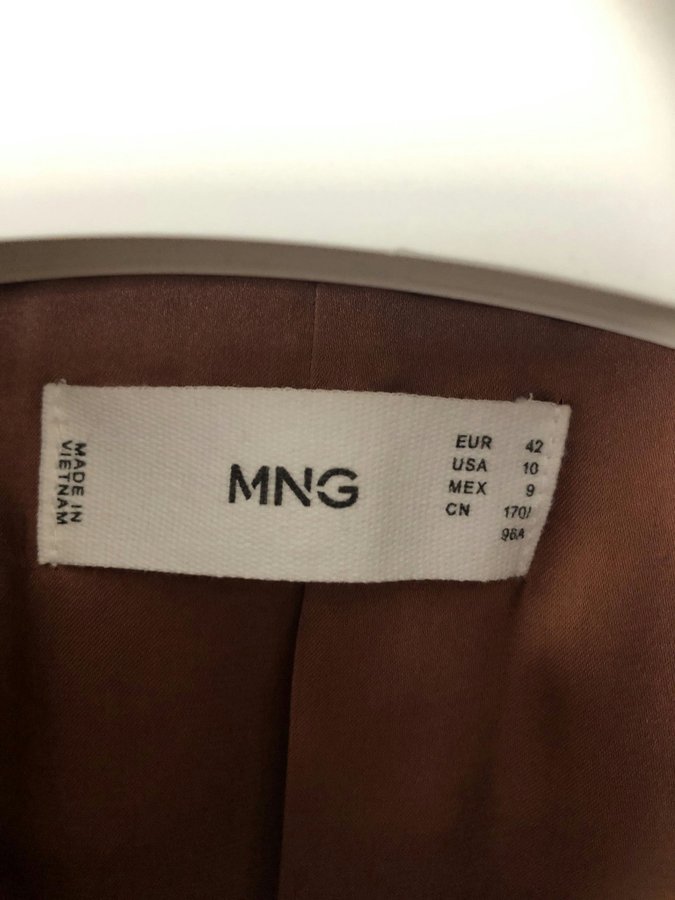 MADE IN
VIETNAM
MNG
EUR 42
USA 10
MEX 9
CN 170/
96A